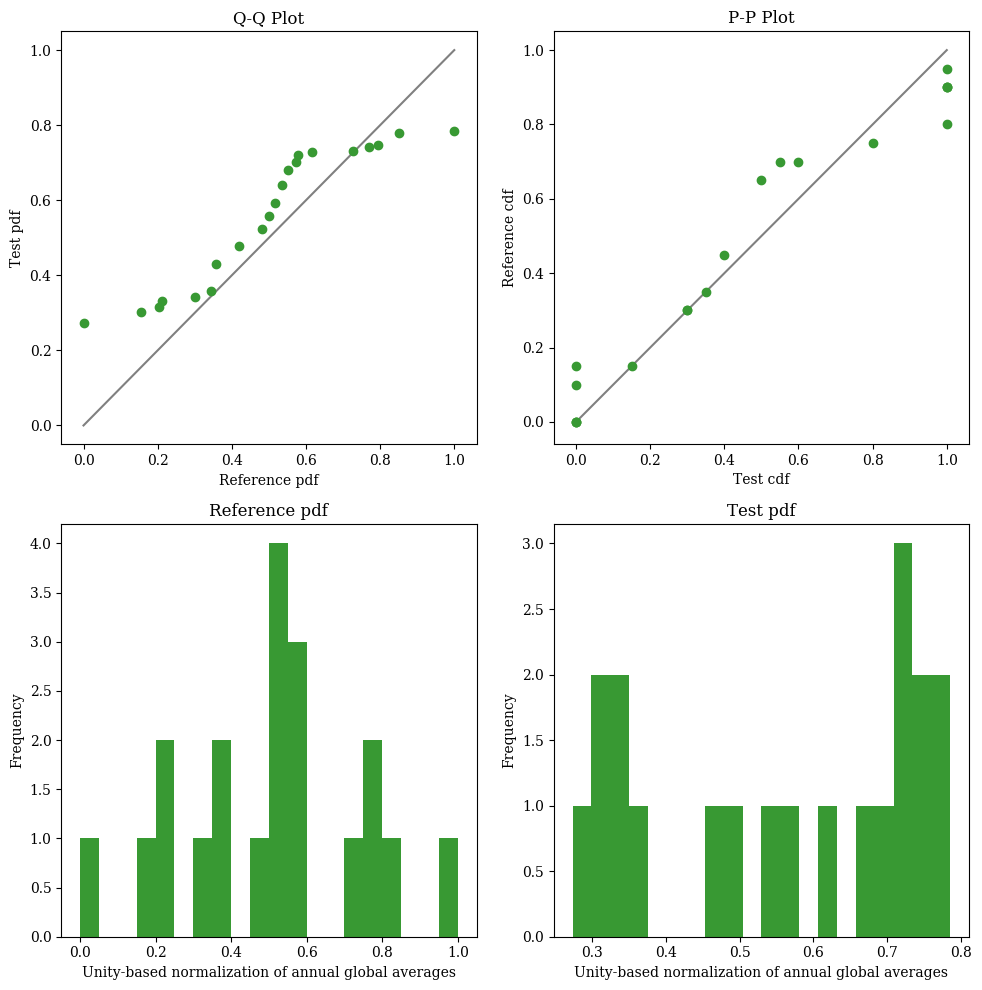 Q-Q Plot
P-P Plot
1.0
0.8
0.6
0.4
0.2
0.0
Test pdf
0.0 0.2 0.4 0.6 0.8 1.0
Reference pdf
1.0
0.8
0.6
0.4
0.2
0.0
Reference cdf
0.0 0.2 0.4 0.6 0.8 1.0
Test cdf
Reference pdf
4.0
3.5
3.0
2.5
2.0
1.5
1.0
0.5
0.0
Frequency
0.0 0.2 0.4 0.6 0.8 1.0
Unity-based normalization of annual global averages
Test pdf
3.0
2.5
2.0
1.5
1.0
0.5
0.0
Frequency
0.3 0.4 0.5 0.6 0.7 0.8
Unity-based normalization of annual global averages